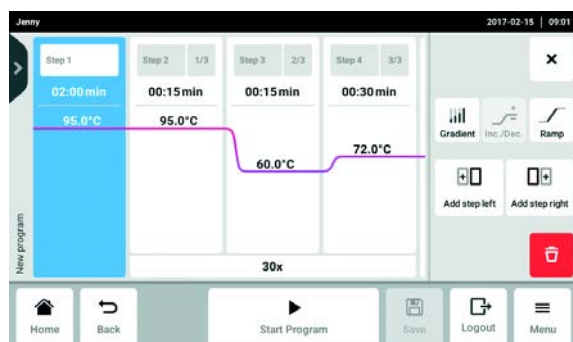 Jenny 2017-02-15 | 09:01
Step 1 Step 2 1/3 Step 3 2/3 Step 4 3/3
02:00 min 00:15 min 00:15 min 00:30 min
95.0°C 95.0°C 60.0°C 72.0°C
30x
New program
Gradient Inc./Dec. Ramp
Add step left Add step right
Home Back Start Program Save Logout Menu